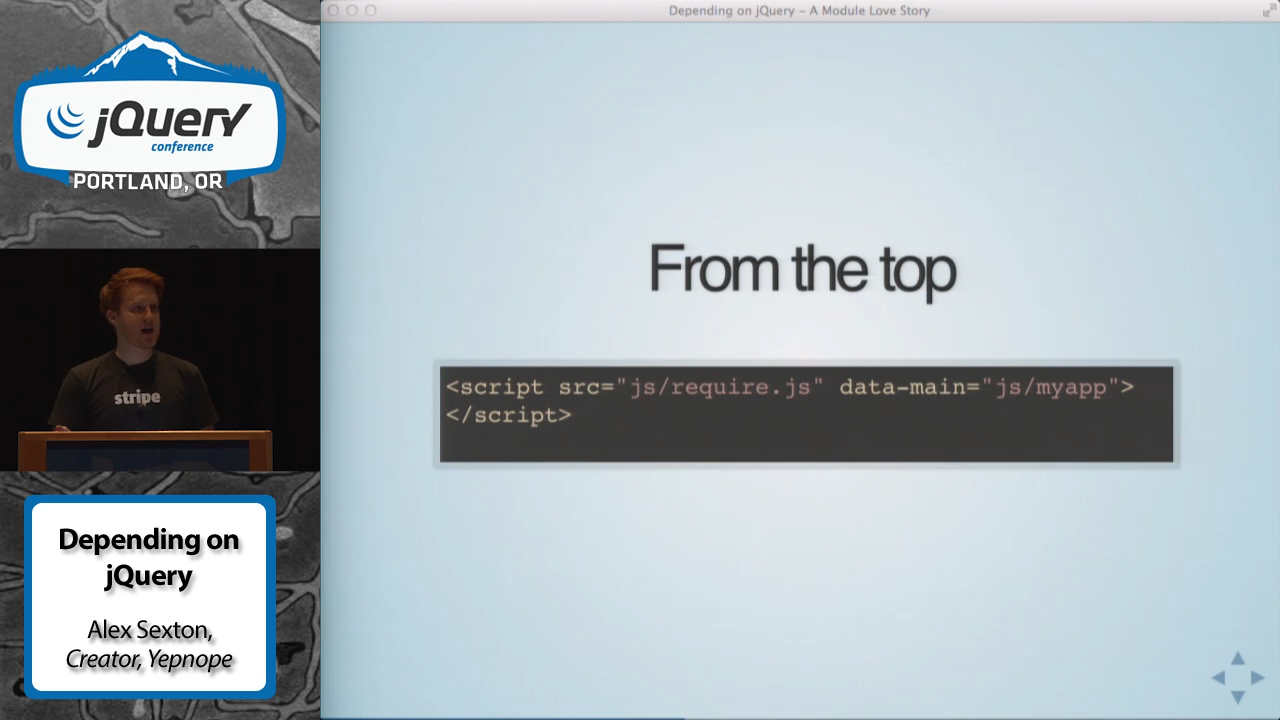 jQuery
conference
PORTLAND, OR
stripe
Depending on
jQuery
Alex Sexton,
Creator, Yepnope
Depending on jQuery – A Module Love Story
From the top
<script src="js/require.js" data-main="js/myapp">
</script>